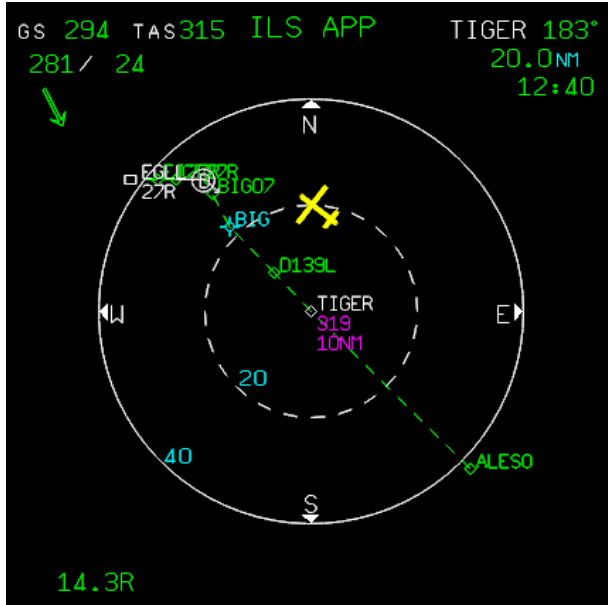 GS 294 TAS315 ILS APP TIGER 183°
281/ 24 20.0NM
12:40
N
EGLL
27R
BIG07
BIG
D139L
TIGER
319
10NM
W
E
20
ALESO
40
S
14.3R